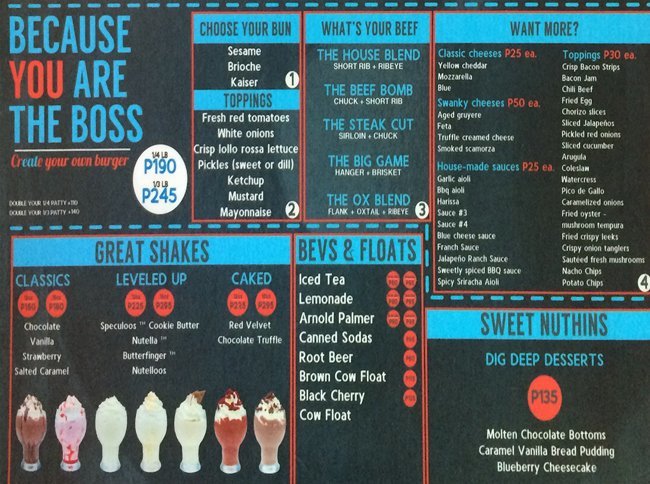 BECAUSE
YOU ARE
THE BOSS
Create your own burger
1/4 LB
P190
1/3 LB
P245
DOUBLE YOUR 1/4 PATTY +110
DOUBLE YOUR 1/3 PATTY +140
CHOOSE YOUR BUN
Sesame
Brioche
Kaiser
1
TOPPINGS
Fresh red tomatoes
White onions
Crisp lollo rossa lettuce
Pickles (sweet or dill)
Ketchup
Mustard
Mayonnaise
2
WHAT'S YOUR BEEF
THE HOUSE BLEND
SHORT RIB + RIBEYE
THE BEEF BOMB
CHUCK + SHORT RIB
THE STEAK CUT
SIRLOIN + CHUCK
THE BIG GAME
HANGER + BRISKET
THE OX BLEND
FLANK + OXTAIL + RIBEYE
3
WANT MORE?
Classic cheeses P25 ea.
Yellow cheddar
Mozzarella
Blue
Swanky cheeses P50 ea.
Aged gruyere
Feta
Truffle creamed cheese
Smoked scamorza
House-made sauces P25 ea.
Garlic aioli
Bbq aioli
Harissa
Sauce #3
Sauce #4
Blue cheese sauce
Franch Sauce
Jalapeño Ranch Sauce
Sweetly spiced BBQ sauce
Spicy Sriracha Aioli
Toppings P30 ea.
Crisp Bacon Strips
Bacon Jam
Chili Beef
Fried Egg
Chorizo slices
Sliced Jalapeños
Pickled red onions
Sliced cucumber
Arugula
Coleslaw
Watercress
Pico de Gallo
Caramelized onions
Fried oyster -
mushroom tempura
Fried crispy leeks
Crispy onion tanglers
Sauteed fresh mushrooms
Nacho Chips
Potato Chips
4
GREAT SHAKES
CLASSICS
Chocolate
Vanilla
Strawberry
Salted Caramel
LEVELED UP
P225
Speculoos ™ Cookie Butter
Nutella ™
Butterfinger ™
Nutelloos
CAKED
Red Velvet
Chocolate Truffle
BEVS & FLOATS
Iced Tea
Lemonade
Arnold Palmer
Canned Sodas
Root Beer
Brown Cow Float
Black Cherry
Cow Float
SWEET NUTHINS
DIG DEEP DESSERTS
P135
Molten Chocolate Bottoms
Caramel Vanilla Bread Pudding
Blueberry Cheesecake